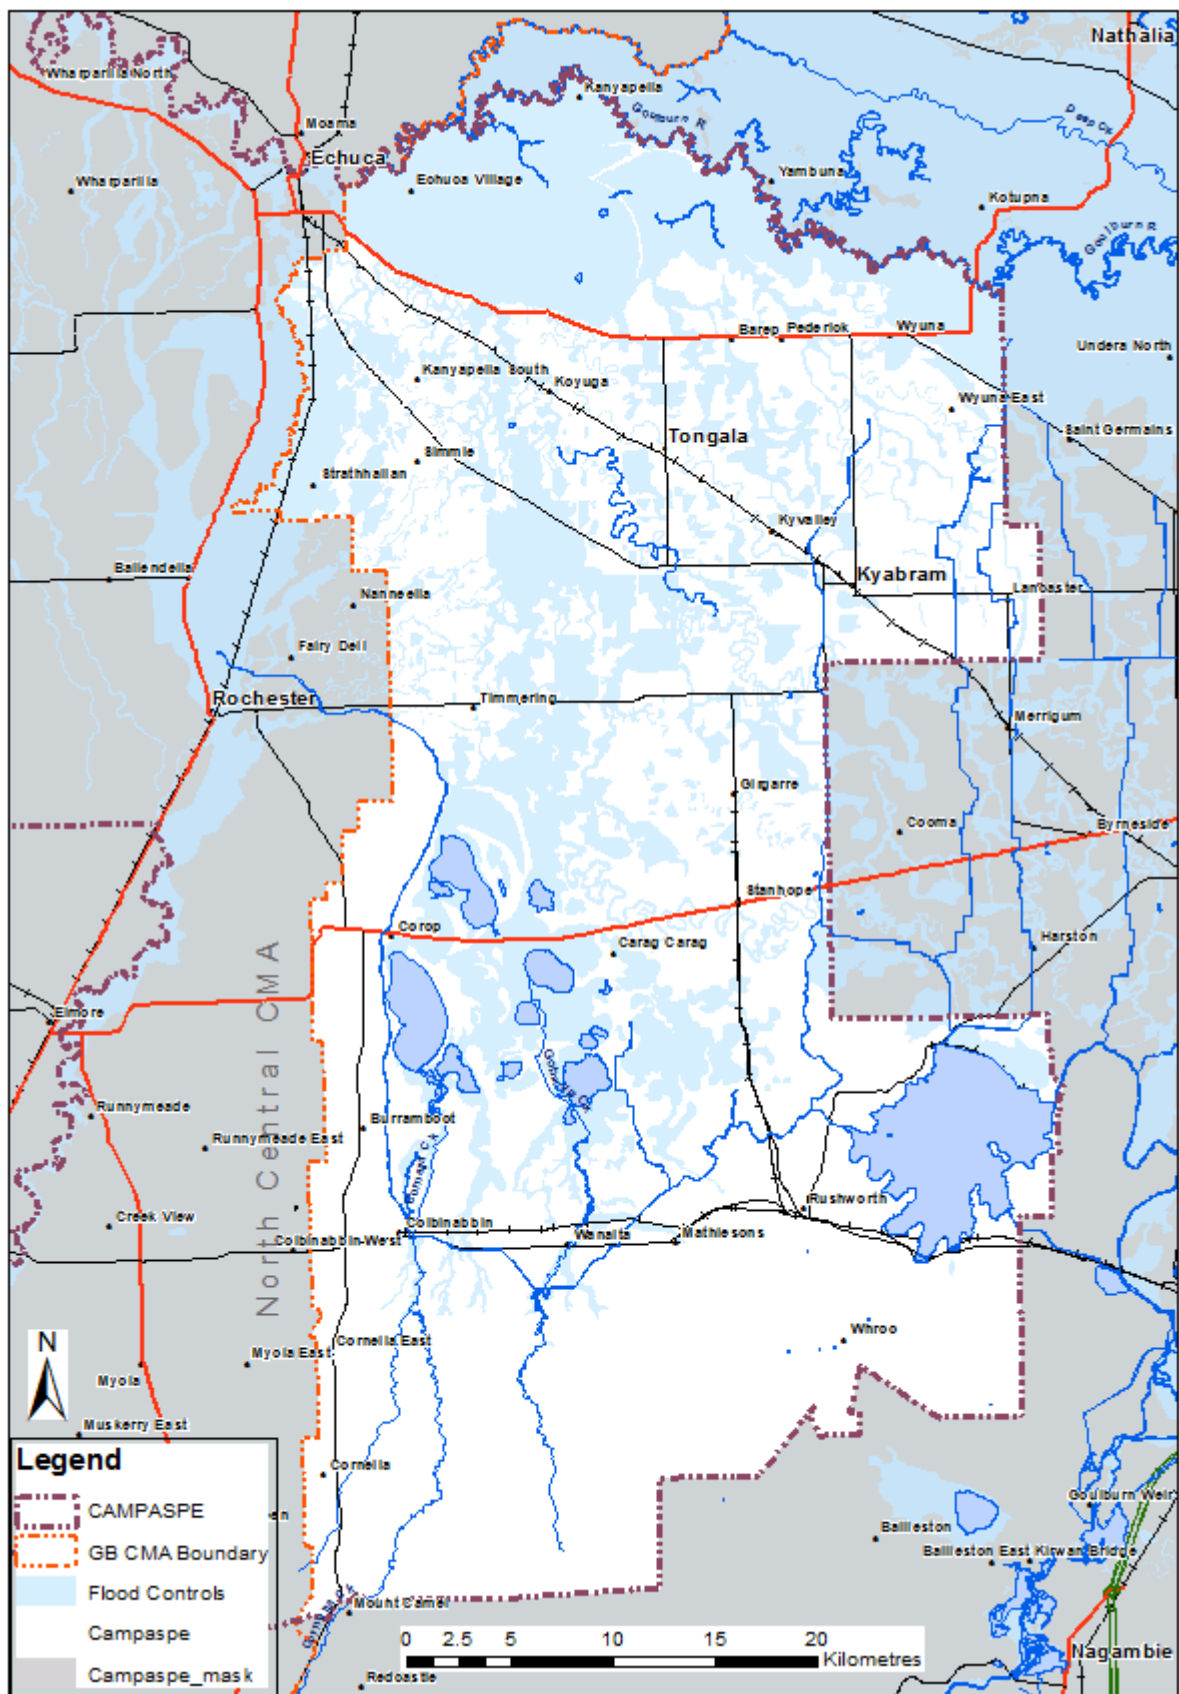 Nathalia
Wharparilla North
Kanyapella
Goulburn R
Deep Ck
Moama
Echuca
Wharparilla
Echuca Village
Yambuna
Kotupna
Goulburn R
Barep
Pederick
Wyuna
Undera North
Kanyapella South
Koyuga
Wyuna East
Tongala
Saint Germains
Simmie
Strathhallan
Kyvalley
Ballendella
Kyabram
Lancaster
Nanneella
Fairy Dell
Rochester
Timmering
Merrigum
Girgarre
Cooma
Byrneside
Stanhope
Corop
Carag Carag
Harston
North Central CMA
Elmore
Runnymeade
Burramboot
Runnymeade East
Cornella Ck
Creek View
Colbinabbin
Rushworth
Colbinabbin West
Wanalta
Mathiesons
N
Whroo
Cornella East
Myola East
Myola
Muskerry East
Legend
Cornella
Goulburn Weir
CAMPASPE
GB CMA Boundary
Flood Controls
Campaspe
Campaspe_mask
Bailieston
Bailieston East
Kirwan Bridge
Mount Camel
0 2.5 5 10 15 20
Kilometres
Nagambie
Redcastle